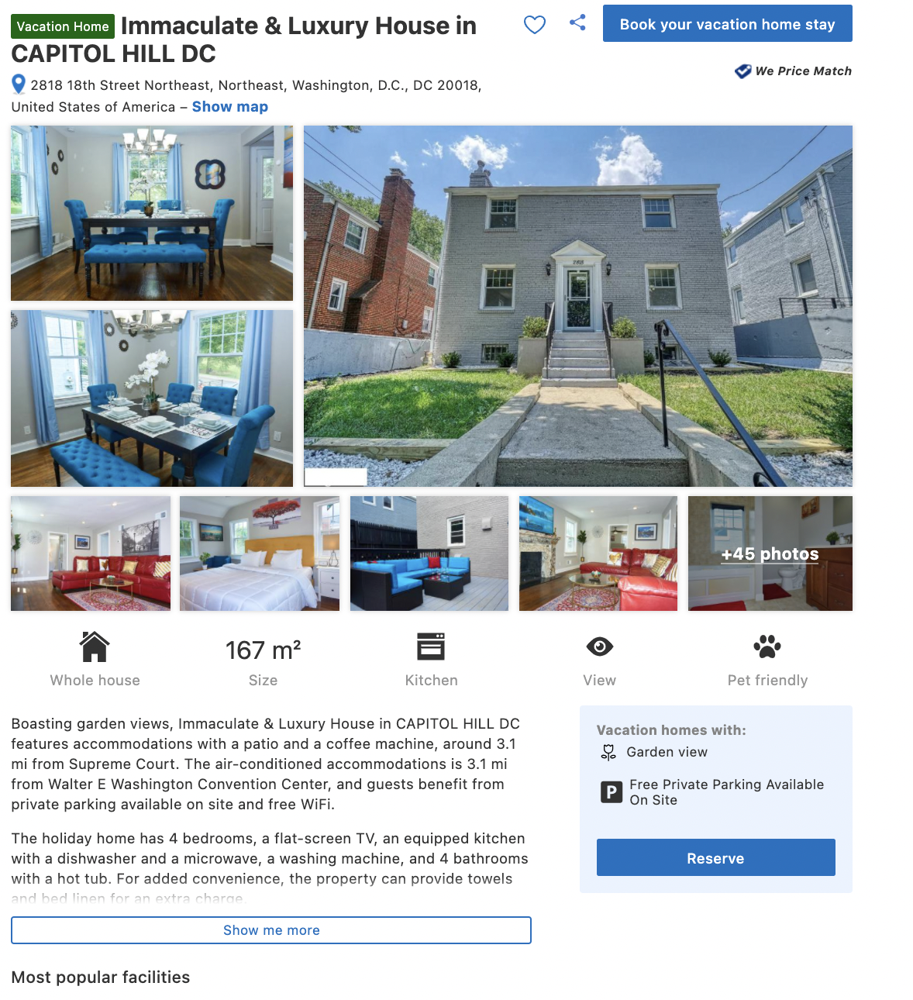 Vacation Home Immaculate & Luxury House in
CAPITOL HILL DC
Book your vacation home stay
We Price Match
2818 18th Street Northeast, Northeast, Washington, D.C., DC 20018,
United States of America – Show map
2818
+45 photos
167 m²
Whole house
Size
Kitchen
View
Pet friendly
Boasting garden views, Immaculate & Luxury House in CAPITOL HILL DC
features accommodations with a patio and a coffee machine, around 3.1
mi from Supreme Court. The air-conditioned accommodations is 3.1 mi
from Walter E Washington Convention Center, and guests benefit from
private parking available on site and free WiFi.
The holiday home has 4 bedrooms, a flat-screen TV, an equipped kitchen
with a dishwasher and a microwave, a washing machine, and 4 bathrooms
with a hot tub. For added convenience, the property can provide towels
and bed linen for an extra charge.
Show me more
Vacation homes with:
Garden view
P
Free Private Parking Available
On Site
Reserve
Most popular facilities